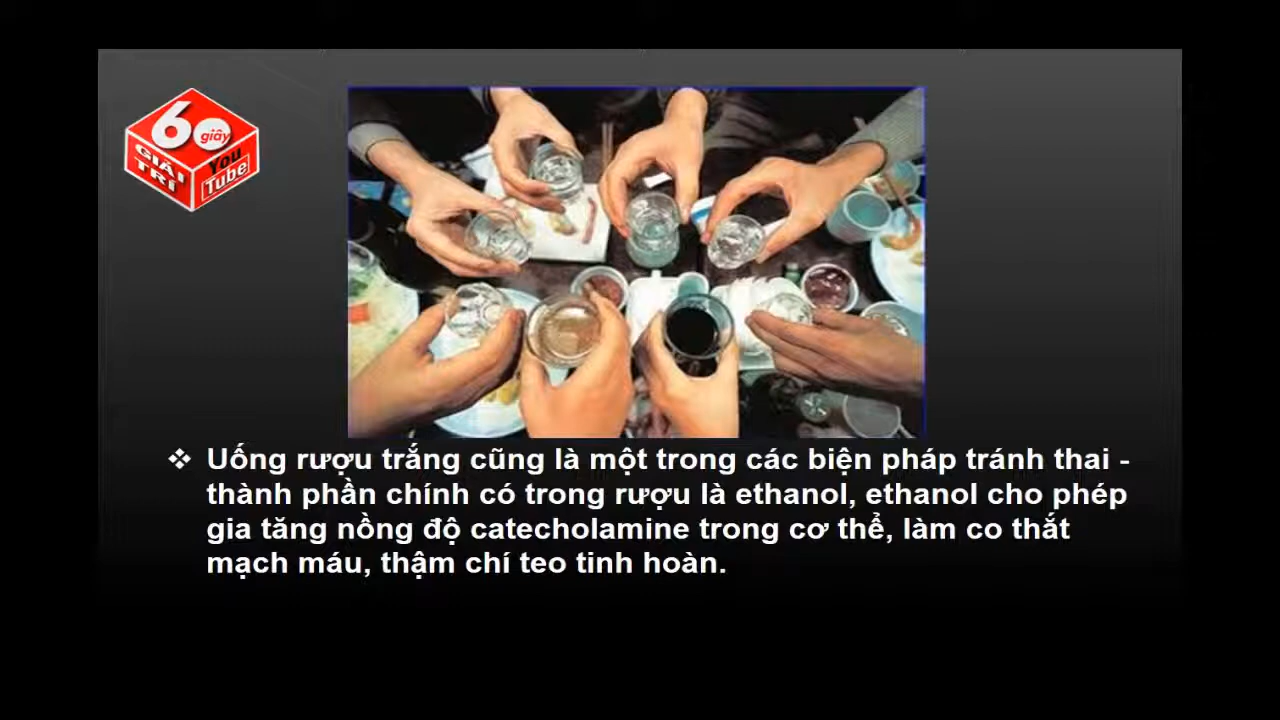 60 giây
GIẢI TRÍ
You
Tube
❖ Uống rượu trắng cũng là một trong các biện pháp tránh thai -
thành phần chính có trong rượu là ethanol, ethanol cho phép
gia tăng nồng độ catecholamine trong cơ thể, làm co thắt
mạch máu, thậm chí teo tinh hoàn.